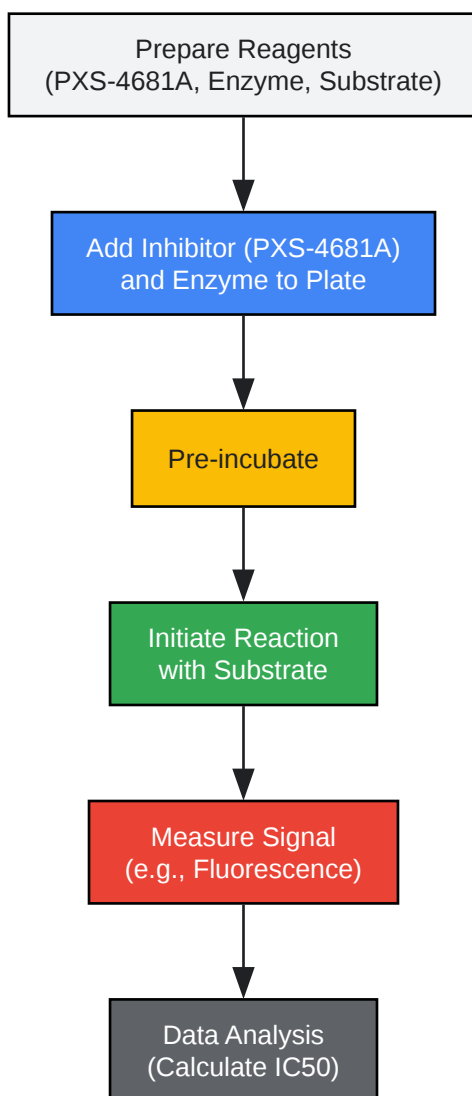 Prepare Reagents
(PXS-4681A, Enzyme, Substrate)
Add Inhibitor (PXS-4681A)
and Enzyme to Plate
Pre-incubate
Initiate Reaction
with Substrate
Measure Signal
(e.g., Fluorescence)
Data Analysis
(Calculate IC50)